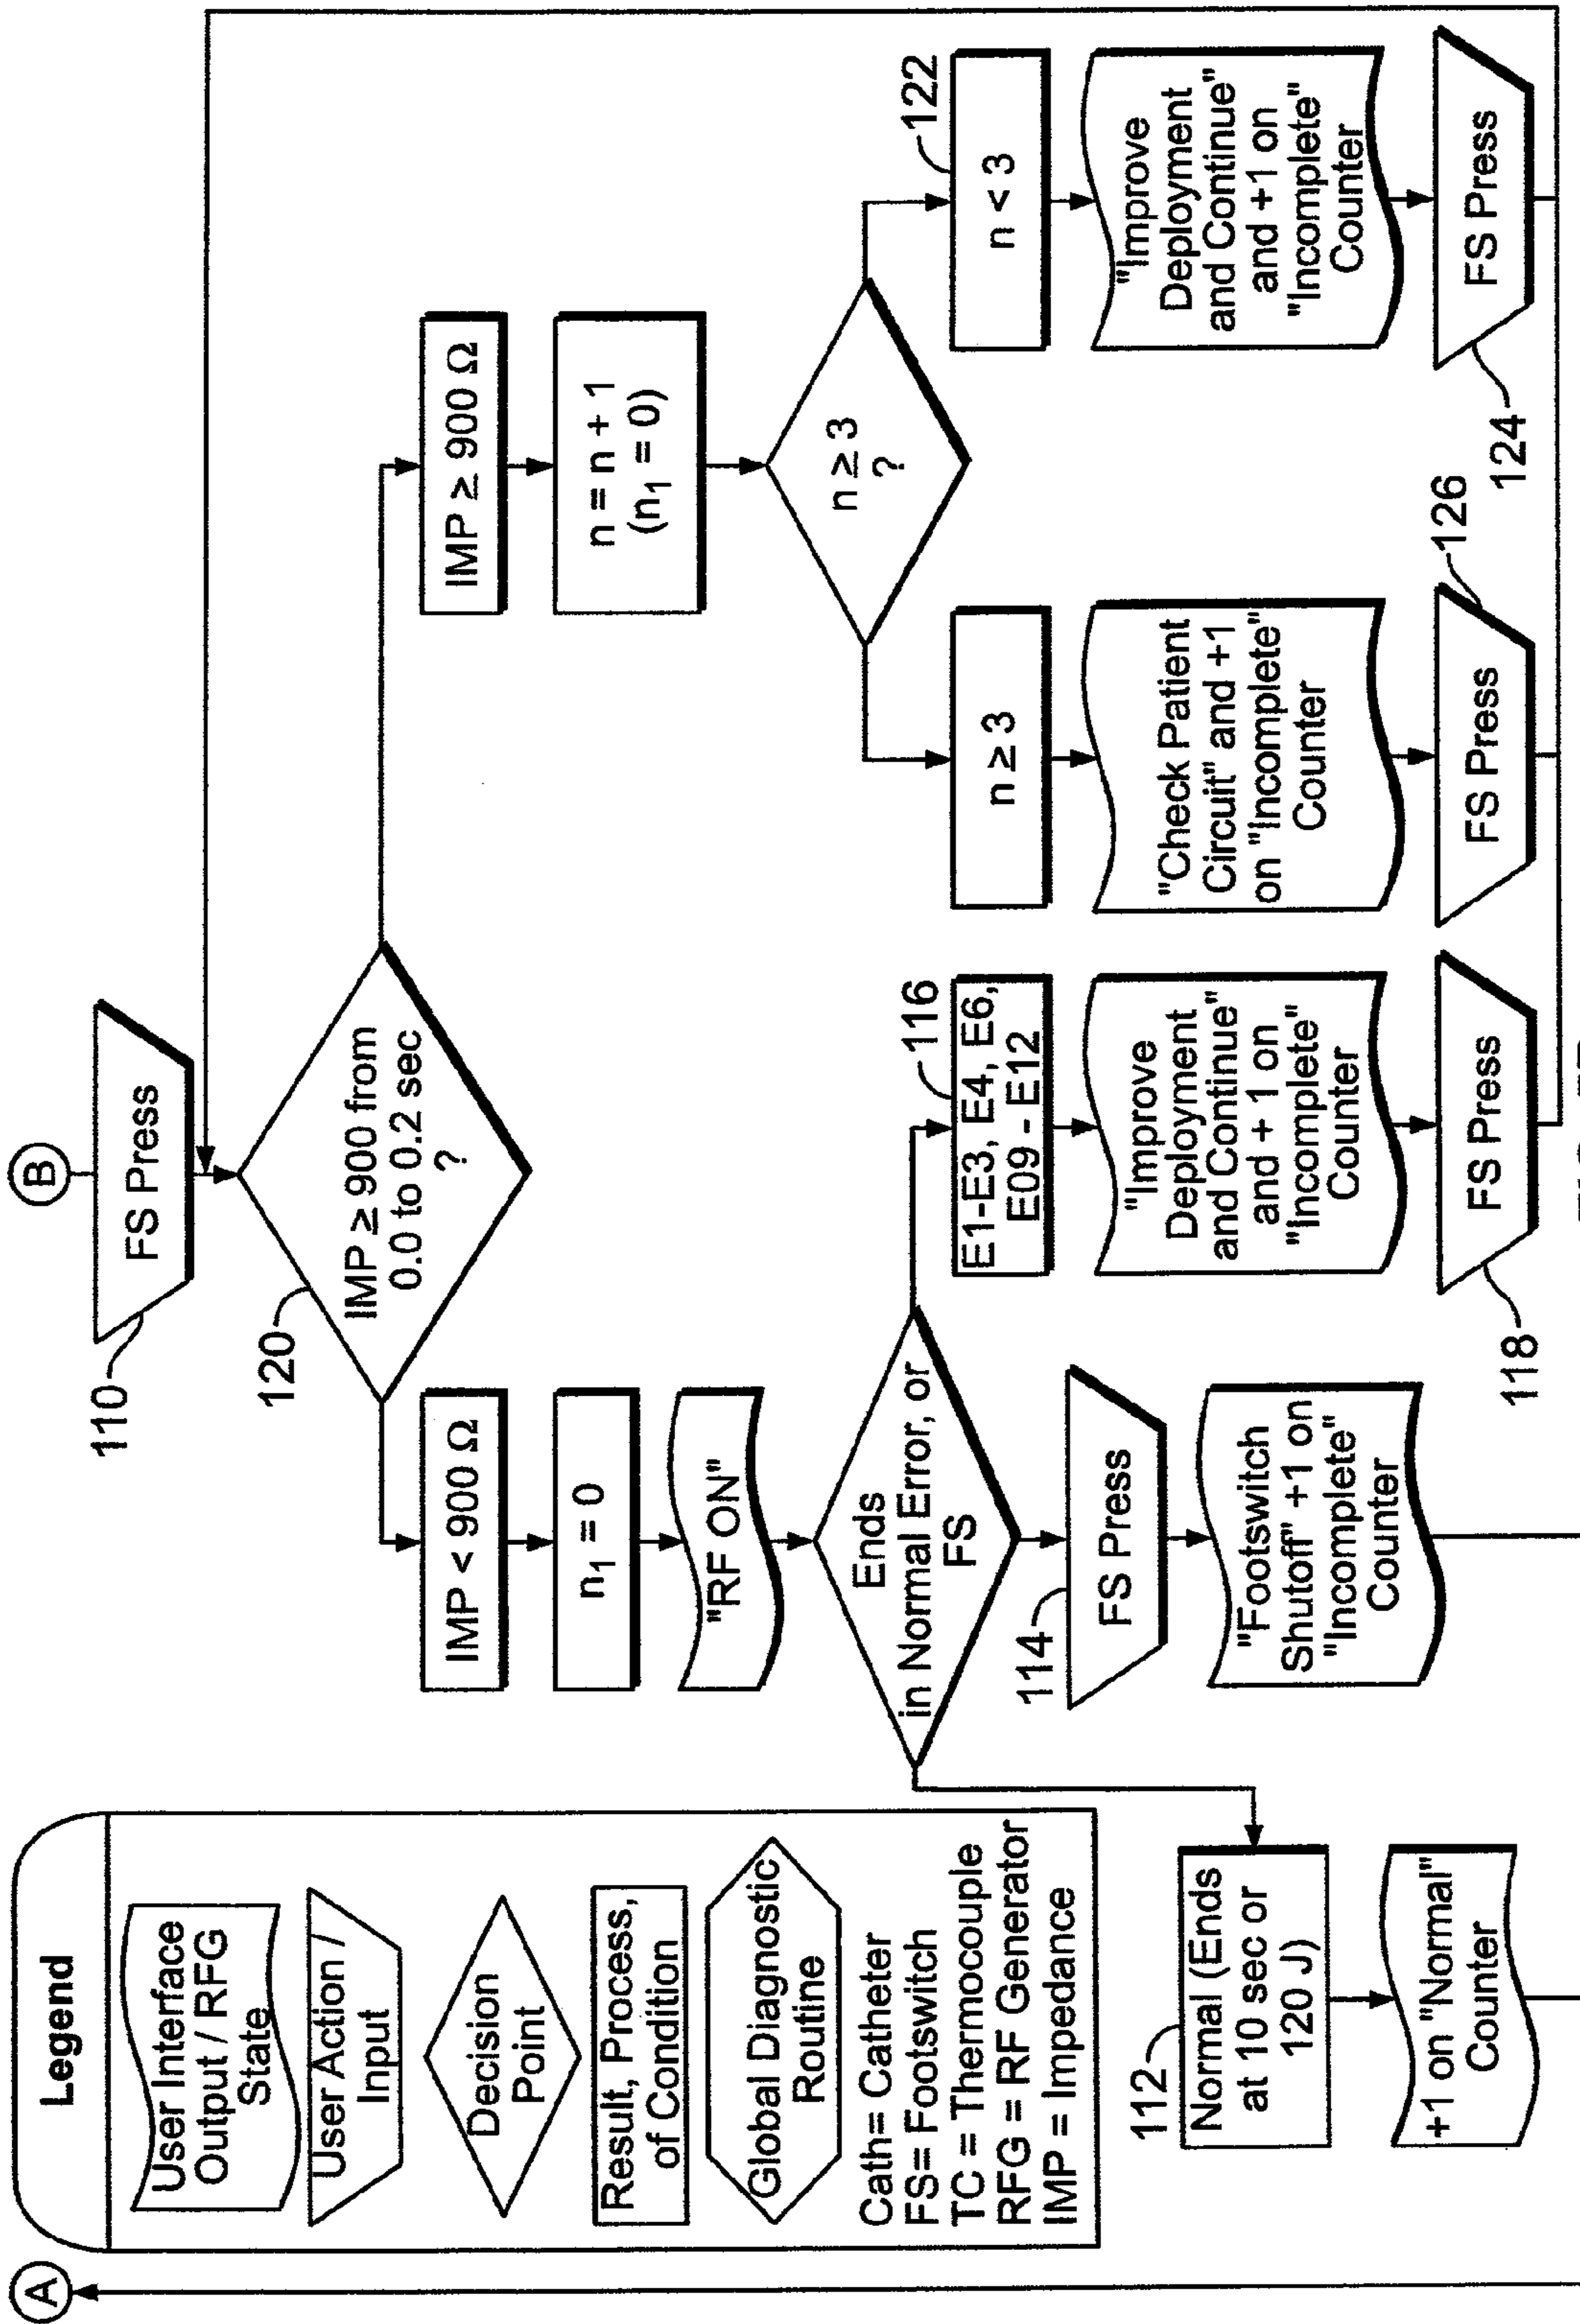 A
Legend
User Interface
Output / RFG
State
User Action /
Input
Decision
Point
Result, Process,
of Condition
Global Diagnostic
Routine
Cath= Catheter
FS= Footswitch
TC = Thermocouple
RFG = RF Generator
IMP = Impedance
B
FS Press
110
IMP ≥ 900 from
0.0 to 0.2 sec
?
120
IMP < 900 Ω
n₁ = 0
"RF ON"
Ends
in Normal Error, or
FS
112
Normal (Ends
at 10 sec or
120 J)
+1 on "Normal"
Counter
114
FS Press
"Footswitch
Shutoff" +1 on
"Incomplete"
Counter
116
E1-E3, E4, E6,
E09 - E12
"Improve
Deployment
and Continue"
and + 1 on
"Incomplete"
Counter
FS Press
118
IMP ≥ 900 Ω
n = n + 1
(n₁ = 0)
n ≥ 3
?
n ≥ 3
"Check Patient
Circuit" and +1
on "Incomplete"
Counter
FS Press
126
122
n < 3
"Improve
Deployment
and Continue"
and +1 on
"Incomplete"
Counter
FS Press
124